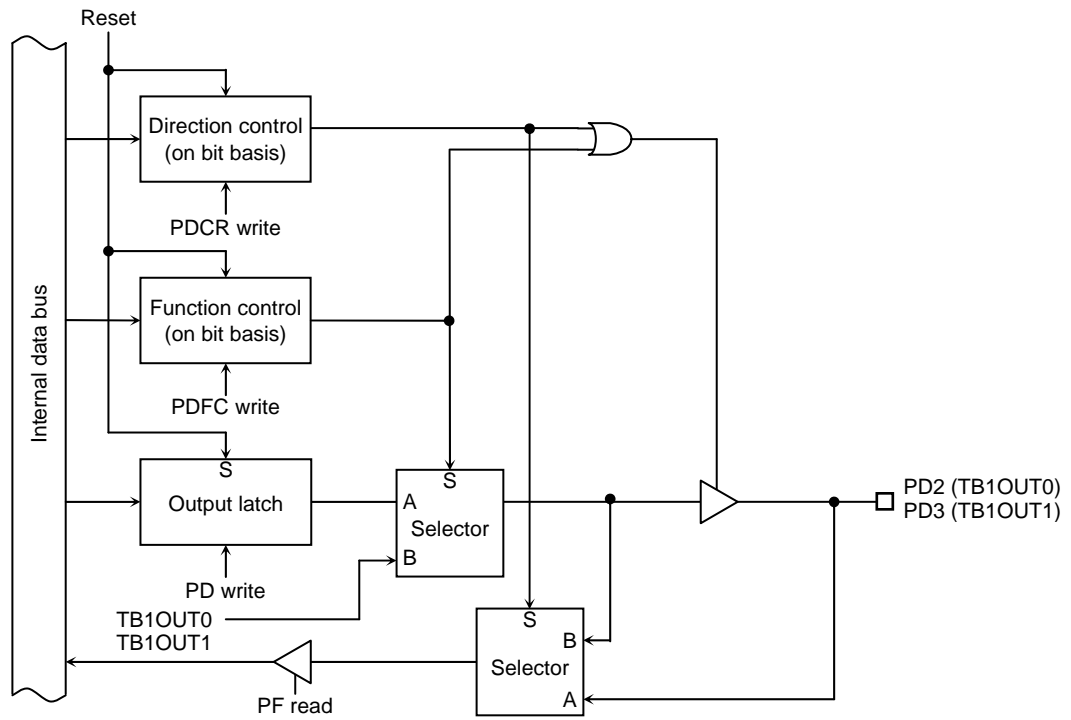 Reset
Internal data bus
Direction control
(on bit basis)
PDCR write
Function control
(on bit basis)
PDFC write
S
Output latch
PD write
S
A
Selector
B
TB1OUT0
TB1OUT1
S
B
Selector
A
PF read
PD2 (TB1OUT0)
PD3 (TB1OUT1)